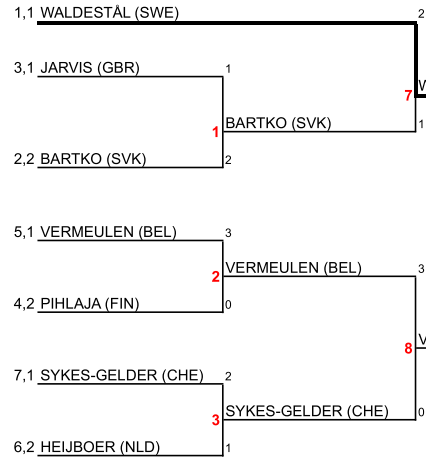 1,1 WALDESTÅL (SWE) 2
3,1 JARVIS (GBR) 1
7 W
1 BARTKO (SVK) 1
2,2 BARTKO (SVK) 2
5,1 VERMEULEN (BEL) 3
2 VERMEULEN (BEL) 3
4,2 PIHLAJA (FIN) 0
8 V
7,1 SYKES-GELDER (CHE) 2
3 SYKES-GELDER (CHE) 0
6,2 HEIJBOER (NLD) 1